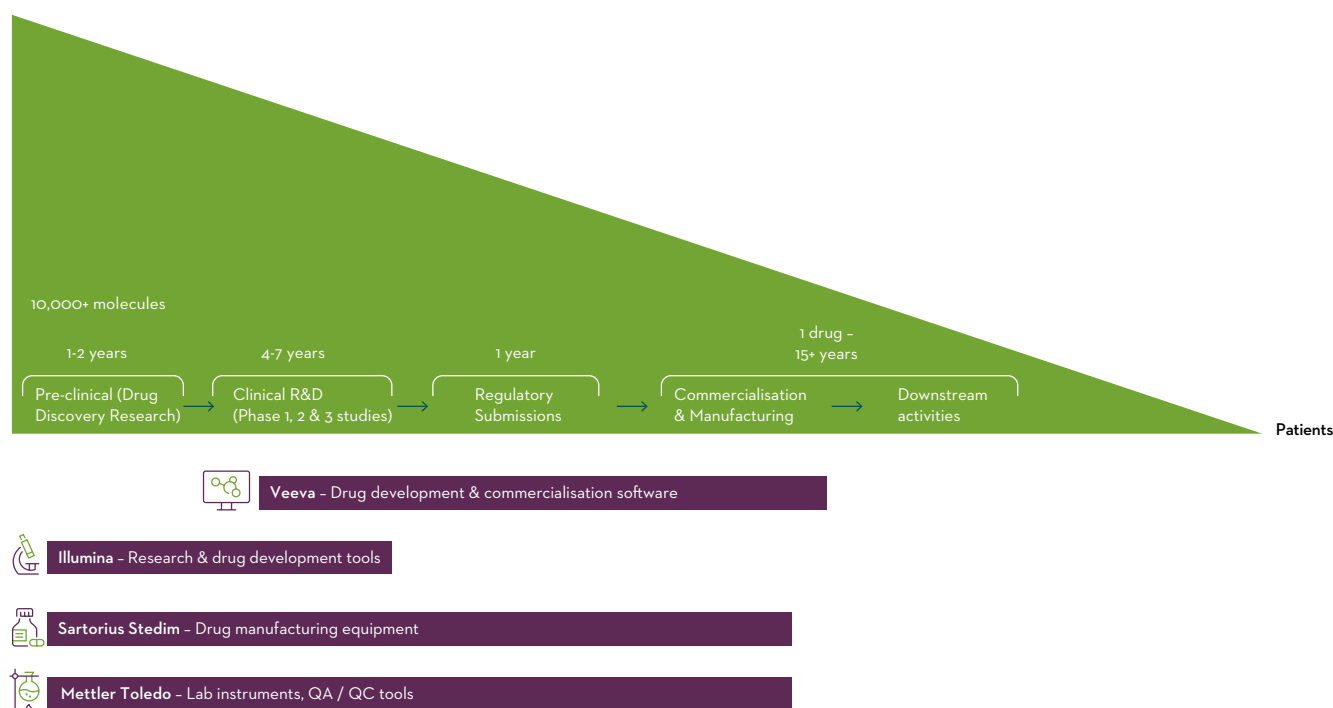 10,000+ molecules
1-2 years
4-7 years
1 year
1 drug –
15+ years
Pre-clinical (Drug
Discovery Research)
Clinical R&D
(Phase 1, 2 & 3 studies)
Regulatory
Submissions
Commercialisation
& Manufacturing
Downstream
activities
Patients
Veeva – Drug development & commercialisation software
Illumina – Research & drug development tools
Sartorius Stedim – Drug manufacturing equipment
Mettler Toledo – Lab instruments, QA / QC tools